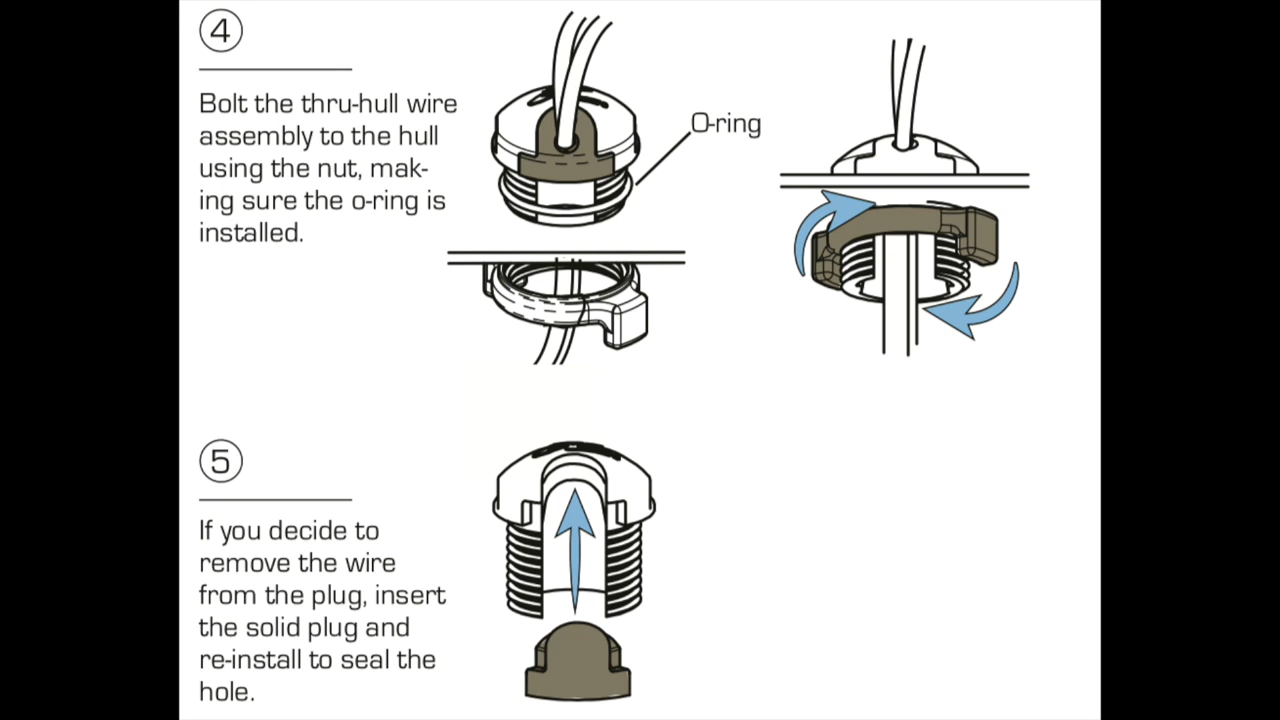 4
Bolt the thru-hull wire
assembly to the hull
using the nut, mak-
ing sure the o-ring is
installed.
O-ring
5
If you decide to
remove the wire
from the plug, insert
the solid plug and
re-install to seal the
hole.